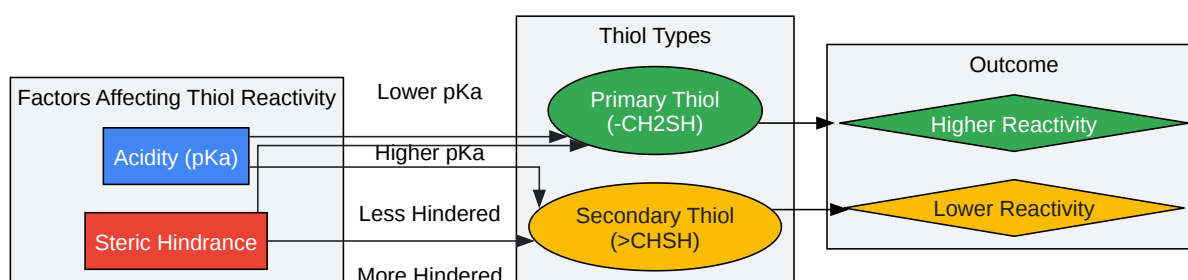 Factors Affecting Thiol Reactivity
Acidity (pKa)
Steric Hindrance
Lower pKa
Higher pKa
Less Hindered
More Hindered
Thiol Types
Primary Thiol
(-CH2SH)
Secondary Thiol
(>CHSH)
Outcome
Higher Reactivity
Lower Reactivity